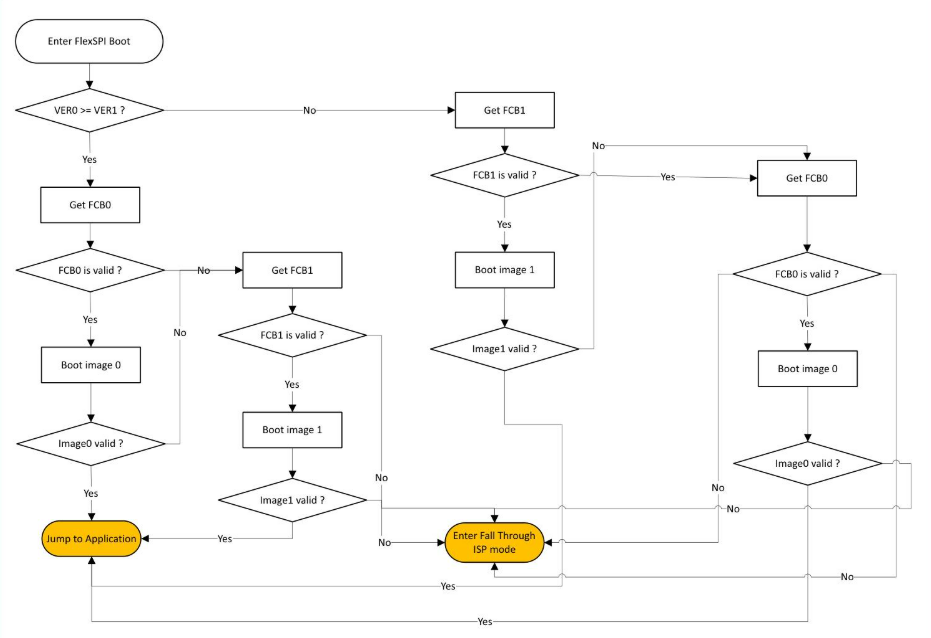 Enter FlexSPI Boot
VER0 >= VER1 ?
No
Get FCB1
Yes
FCB1 is valid ?
No
Yes
Get FCB0
Get FCB0
Yes
FCB0 is valid ?
No
Get FCB1
Boot image 1
FCB0 is valid ?
Yes
No
FCB1 is valid ?
Image1 valid ?
Yes
Boot image 0
Yes
Boot image 0
Image0 valid ?
Boot image 1
Image0 valid ?
Yes
Image1 valid ?
No
No
No
Jump to Application
Yes
No
Enter Fall Through
ISP mode
No
Yes
Yes